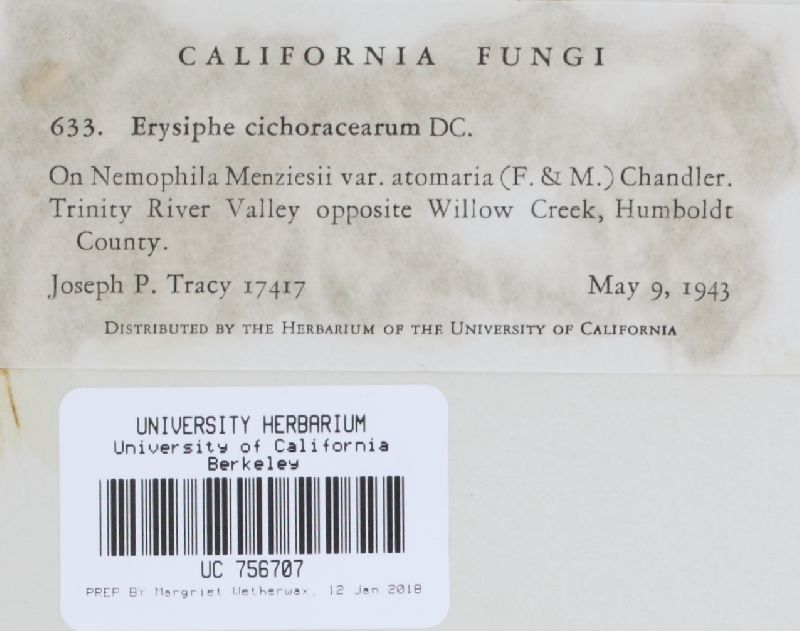 CALIFORNIA FUNGI
633. Erysiphe cichoracearum DC.
On Nemophila Menziesii var. atomaria (F. & M.) Chandler.
Trinity River Valley opposite Willow Creek, Humboldt
County.
Joseph P. Tracy 17417 May 9, 1943
DISTRIBUTED BY THE HERBARIUM OF THE UNIVERSITY OF CALIFORNIA
UNIVERSITY HERBARIUM
University of California
Berkeley
UC 756707
PREP BY Margriet Wetherwax, 12 Jan 2018